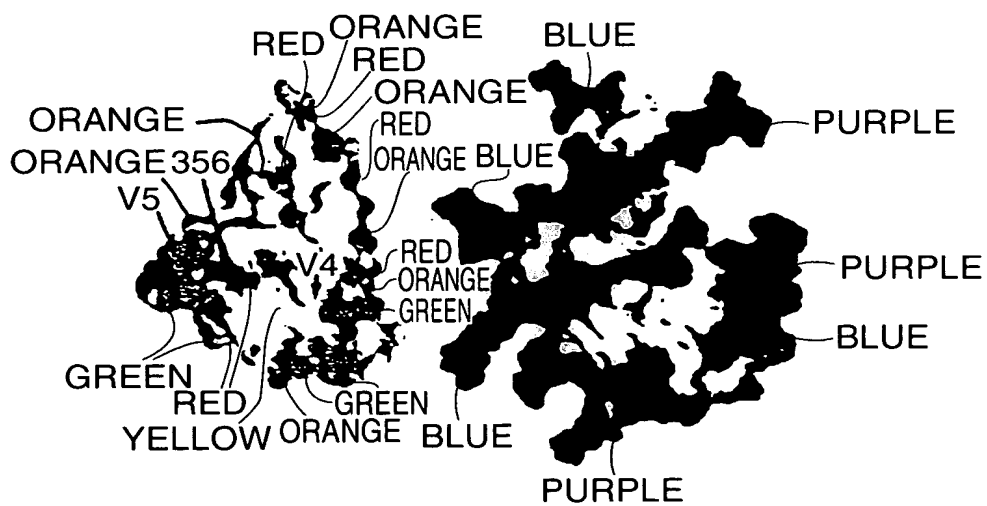 ORANGE
RED
RED
ORANGE
ORANGE
RED
ORANGE 356
ORANGE
V5
RED
V4
ORANGE
GREEN
GREEN
RED
GREEN
YELLOW
ORANGE
BLUE
PURPLE
BLUE
PURPLE
BLUE
BLUE
PURPLE